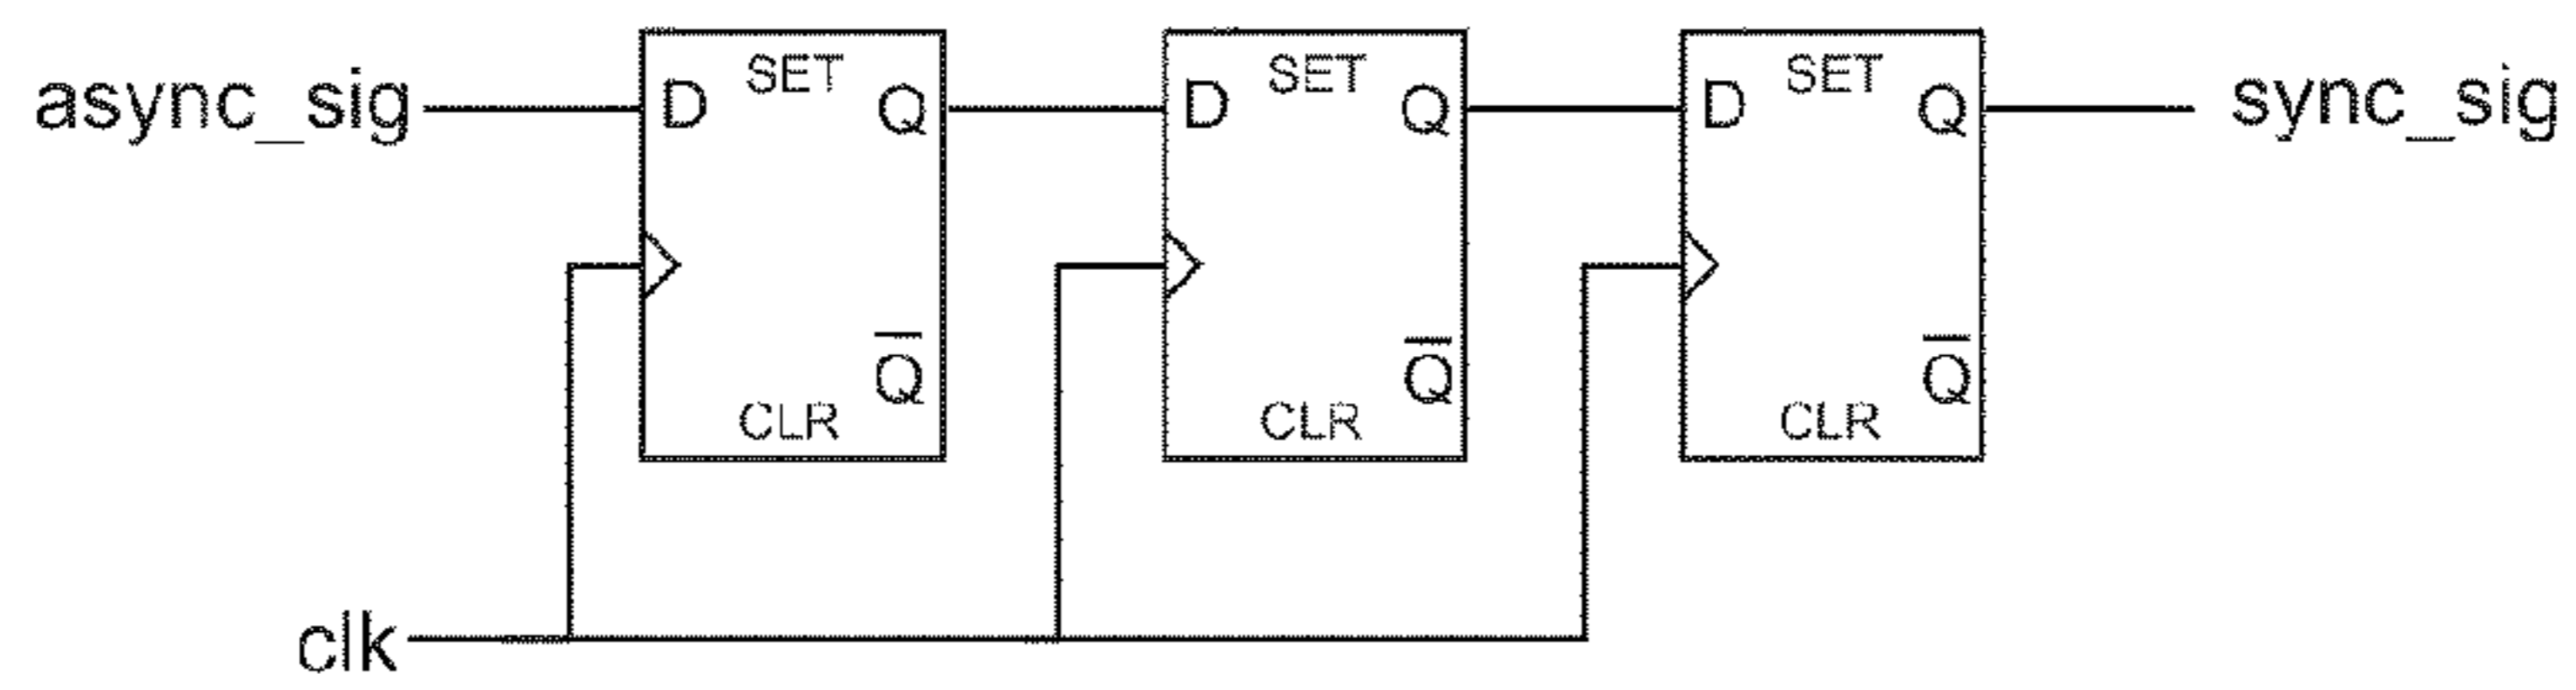 async_sig D SET Q D SET Q D SET Q sync_sig
Q̅ Q̅ Q̅
CLR CLR CLR
clk